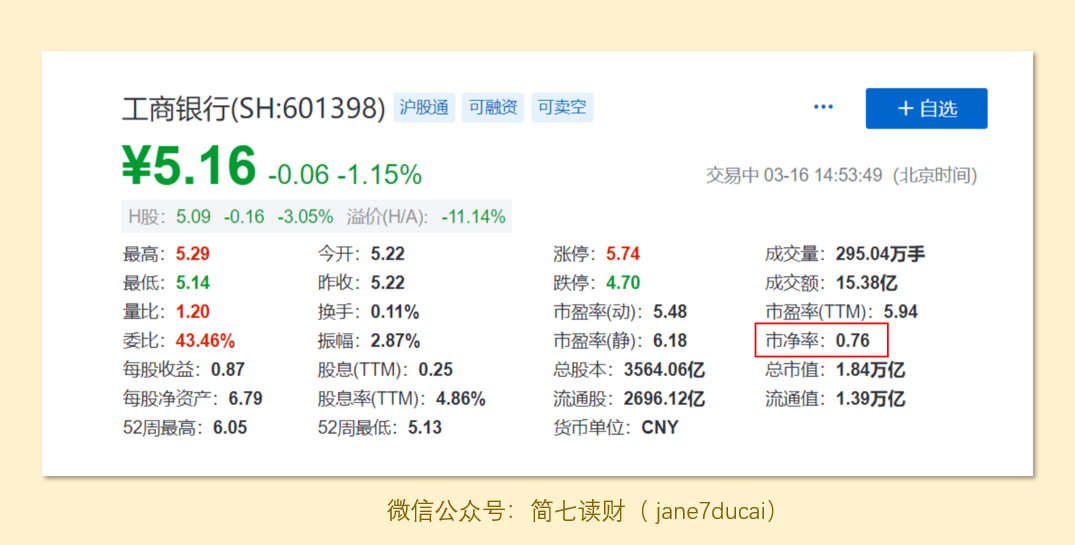 工商银行(SH:601398) 沪股通 可融资 可卖空 ··· + 自选
¥5.16 -0.06 -1.15% 交易中 03-16 14:53:49 (北京时间)
H股: 5.09 -0.16 -3.05% 溢价(H/A): -11.14%
最高: 5.29 今开: 5.22 涨停: 5.74 成交量: 295.04万手
最低: 5.14 昨收: 5.22 跌停: 4.70 成交额: 15.38亿
量比: 1.20 换手: 0.11% 市盈率(动): 5.48 市盈率(TTM): 5.94
委比: 43.46% 振幅: 2.87% 市盈率(静): 6.18 市净率: 0.76
每股收益: 0.87 股息(TTM): 0.25 总股本: 3564.06亿 总市值: 1.84万亿
每股净资产: 6.79 股息率(TTM): 4.86% 流通股: 2696.12亿 流通值: 1.39万亿
52周最高: 6.05 52周最低: 5.13 货币单位: CNY
微信公众号: 简七读财 ( jane7ducai)